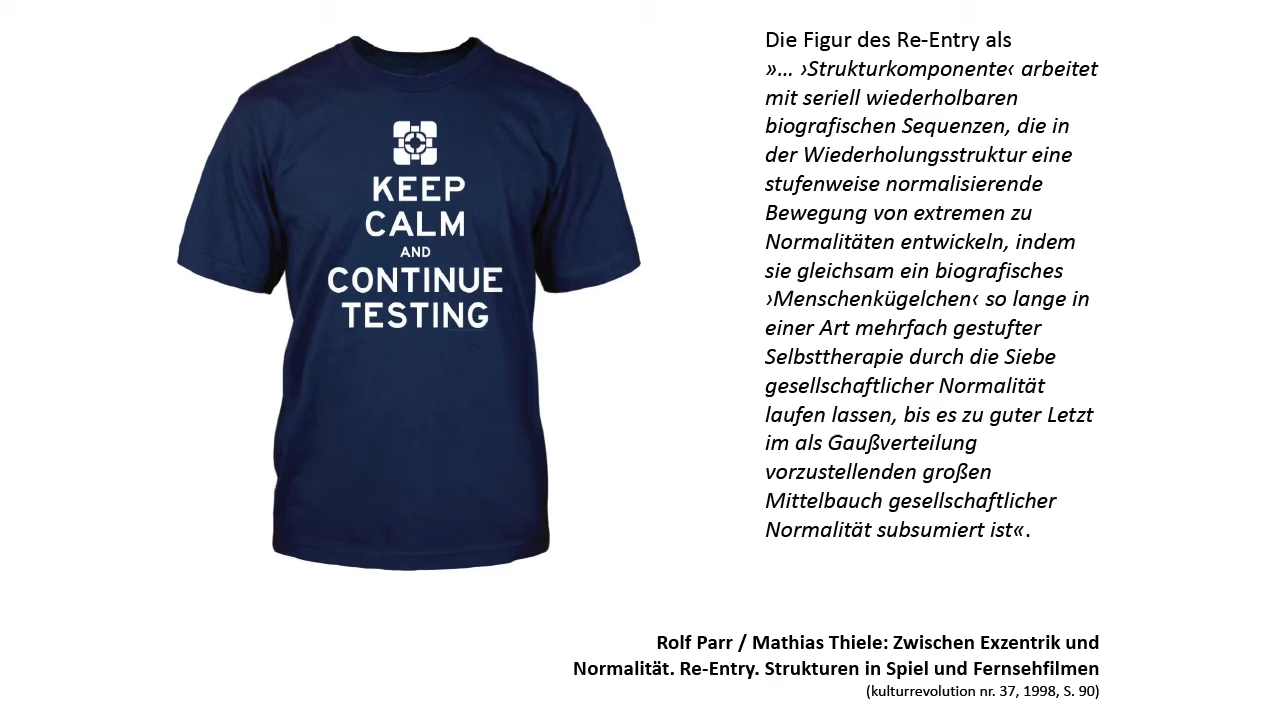 KEEP
CALM
AND
CONTINUE
TESTING
Die Figur des Re-Entry als
»… ›Strukturkomponente‹ arbeitet
mit seriell wiederholbaren
biografischen Sequenzen, die in
der Wiederholungsstruktur eine
stufenweise normalisierende
Bewegung von extremen zu
Normalitäten entwickeln, indem
sie gleichsam ein biografisches
›Menschenkügelchen‹ so lange in
einer Art mehrfach gestufter
Selbsttherapie durch die Siebe
gesellschaftlicher Normalität
laufen lassen, bis es zu guter Letzt
im als Gaußverteilung
vorzustellenden großen
Mittelbauch gesellschaftlicher
Normalität subsumiert ist«.
Rolf Parr / Mathias Thiele: Zwischen Exzentrik und
Normalität. Re-Entry. Strukturen in Spiel und Fernsehfilmen
(kulturrevolution nr. 37, 1998, S. 90)